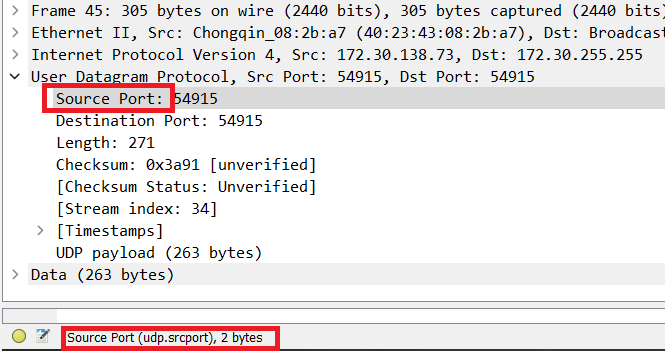 Frame 45: 305 bytes on wire (2440 bits), 305 bytes captured (2440 bits)
Ethernet II, Src: Chongqin_08:2b:a7 (40:23:43:08:2b:a7), Dst: Broadcas
Internet Protocol Version 4, Src: 172.30.138.73, Dst: 172.30.255.255
User Datagram Protocol, Src Port: 54915, Dst Port: 54915
Source Port: 54915
Destination Port: 54915
Length: 271
Checksum: 0x3a91 [unverified]
[Checksum Status: Unverified]
[Stream index: 34]
[Timestamps]
UDP payload (263 bytes)
Data (263 bytes)
Source Port (udp.srcport), 2 bytes